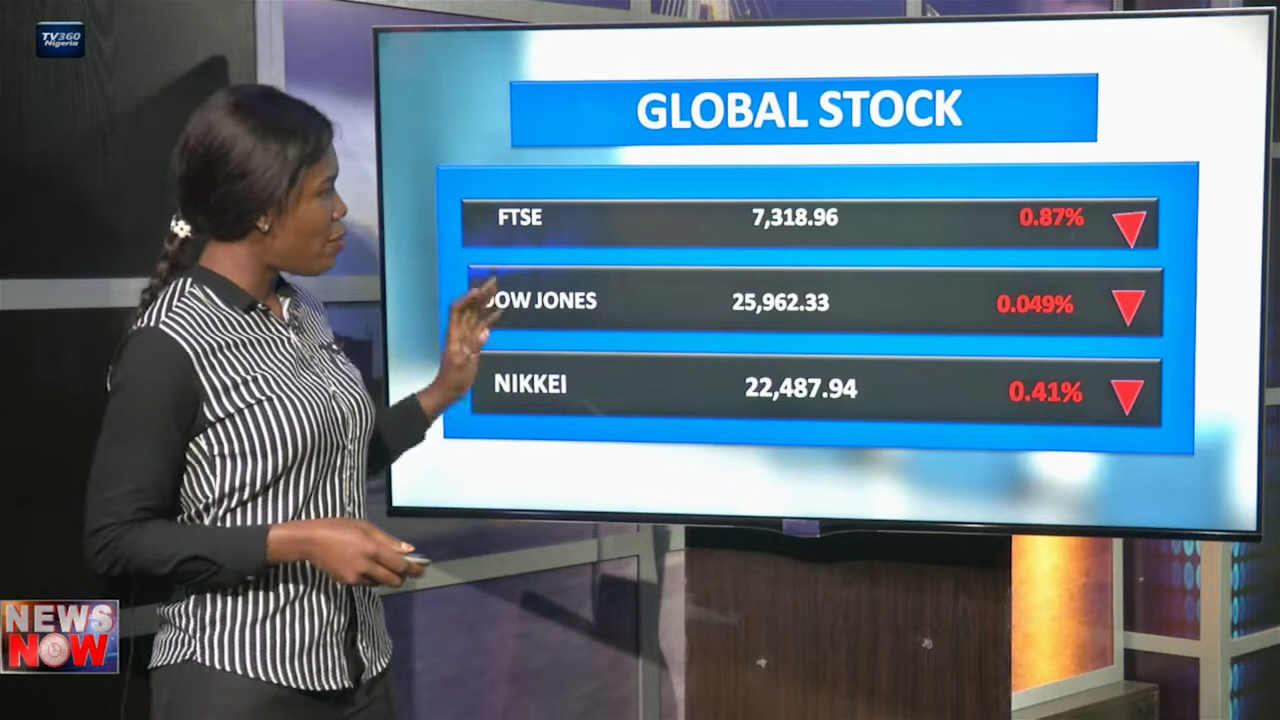 TV360
Nigeria
GLOBAL STOCK
FTSE 7,318.96 0.87%
DOW JONES 25,962.33 0.049%
NIKKEI 22,487.94 0.41%
NEWS
NOW